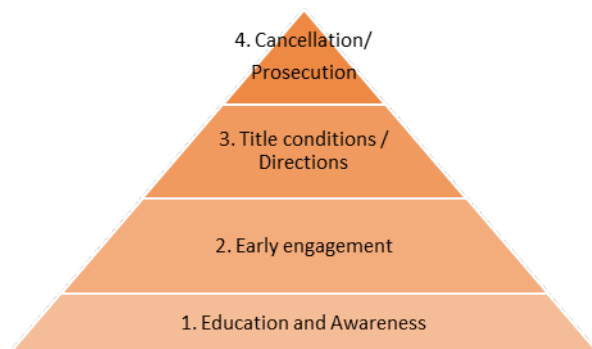 4. Cancellation/
Prosecution
3. Title conditions /
Directions
2. Early engagement
1. Education and Awareness